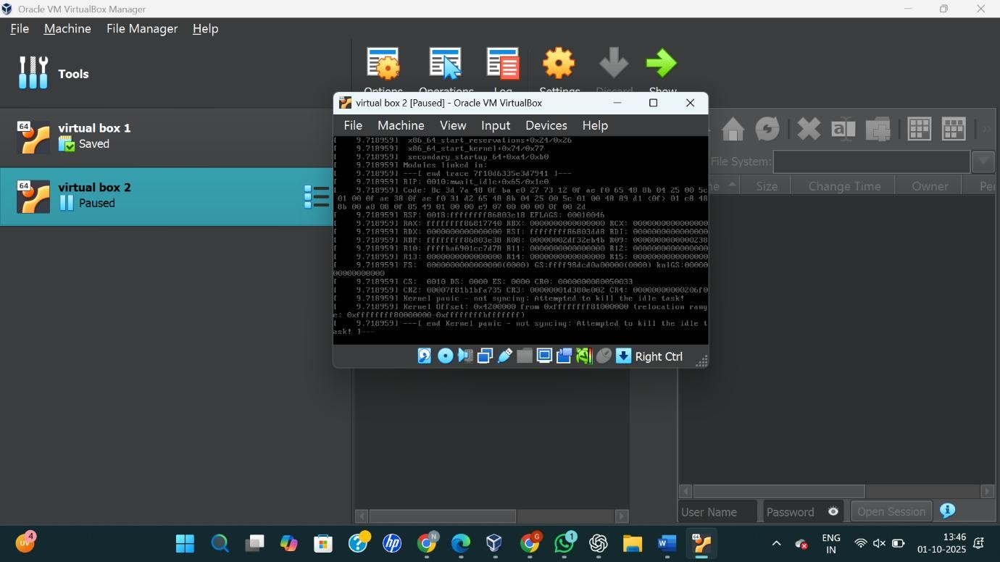 Oracle VM VirtualBox Manager
File Machine File Manager Help
Tools
Options Operations Log Settings Discard Show
64 virtual box 1
Saved
64 virtual box 2
Paused
virtual box 2 [Paused] - Oracle VM VirtualBox
File Machine View Input Devices Help
[ 9.718959] x86_64_start_reservations+0x24/0x26
[ 9.718959] x86_64_start_kernel+0x74/0x77
[ 9.718959] secondary_startup_64+0xa4/0xb0
[ 9.718959] Modules linked in:
[ 9.718959] ---[ end trace 7f10d6335e3d7941 ]---
[ 9.718959] RIP: 0010:mwait_idle+0x65/0x1e0
[ 9.718959] Code: 8c 3d 7a 48 0f ba e0 27 73 12 0f ae f0 65 48 8b 04 25 00 5c
01 00 0f ae 38 0f ae f0 31 d2 65 48 8b 04 25 00 5c 01 00 48 89 d1 <0f> 01 c8 48
8b 00 a8 08 0f 85 49 01 00 00 e9 07 00 00 00 0f 00 2d
[ 9.718959] RSP: 0018:ffffffff86803e18 EFLAGS: 00010046
[ 9.718959] RAX: ffffffff86817740 RBX: 0000000000000000 RCX: 0000000000000000
[ 9.718959] RDX: 0000000000000000 RSI: ffffffff86803dd8 RDI: 0000000000000000
[ 9.718959] RBP: ffffffff86803e38 R08: 00000002df32eb4b R09: 0000000000000238
[ 9.718959] R10: ffffba6901cc7d78 R11: 0000000000000000 R12: 0000000000000000
[ 9.718959] R13: 0000000000000000 R14: 0000000000000000 R15: 0000000000000000
[ 9.718959] FS: 0000000000000000(0000) GS:ffff98dcd0a00000(0000) knlGS:00000
00000000000
[ 9.718959] CS: 0010 DS: 0000 ES: 0000 CR0: 0000000080050033
[ 9.718959] CR2: 00007f81b1bfa735 CR3: 00000001d380e002 CR4: 00000000000206f0
[ 9.718959] Kernel panic - not syncing: Attempted to kill the idle task!
[ 9.718959] Kernel Offset: 0x4200000 from 0xffffffff81000000 (relocation rang
e: 0xffffffff80000000-0xffffffffbfffffff)
[ 9.718959] ---[ end Kernel panic - not syncing: Attempted to kill the idle t
ask! ]---
Right Ctrl
File System:
Size Change Time Owner
User Name Password Open Session
4
UV
N G 1
ENG
IN
13:46
01-10-2025